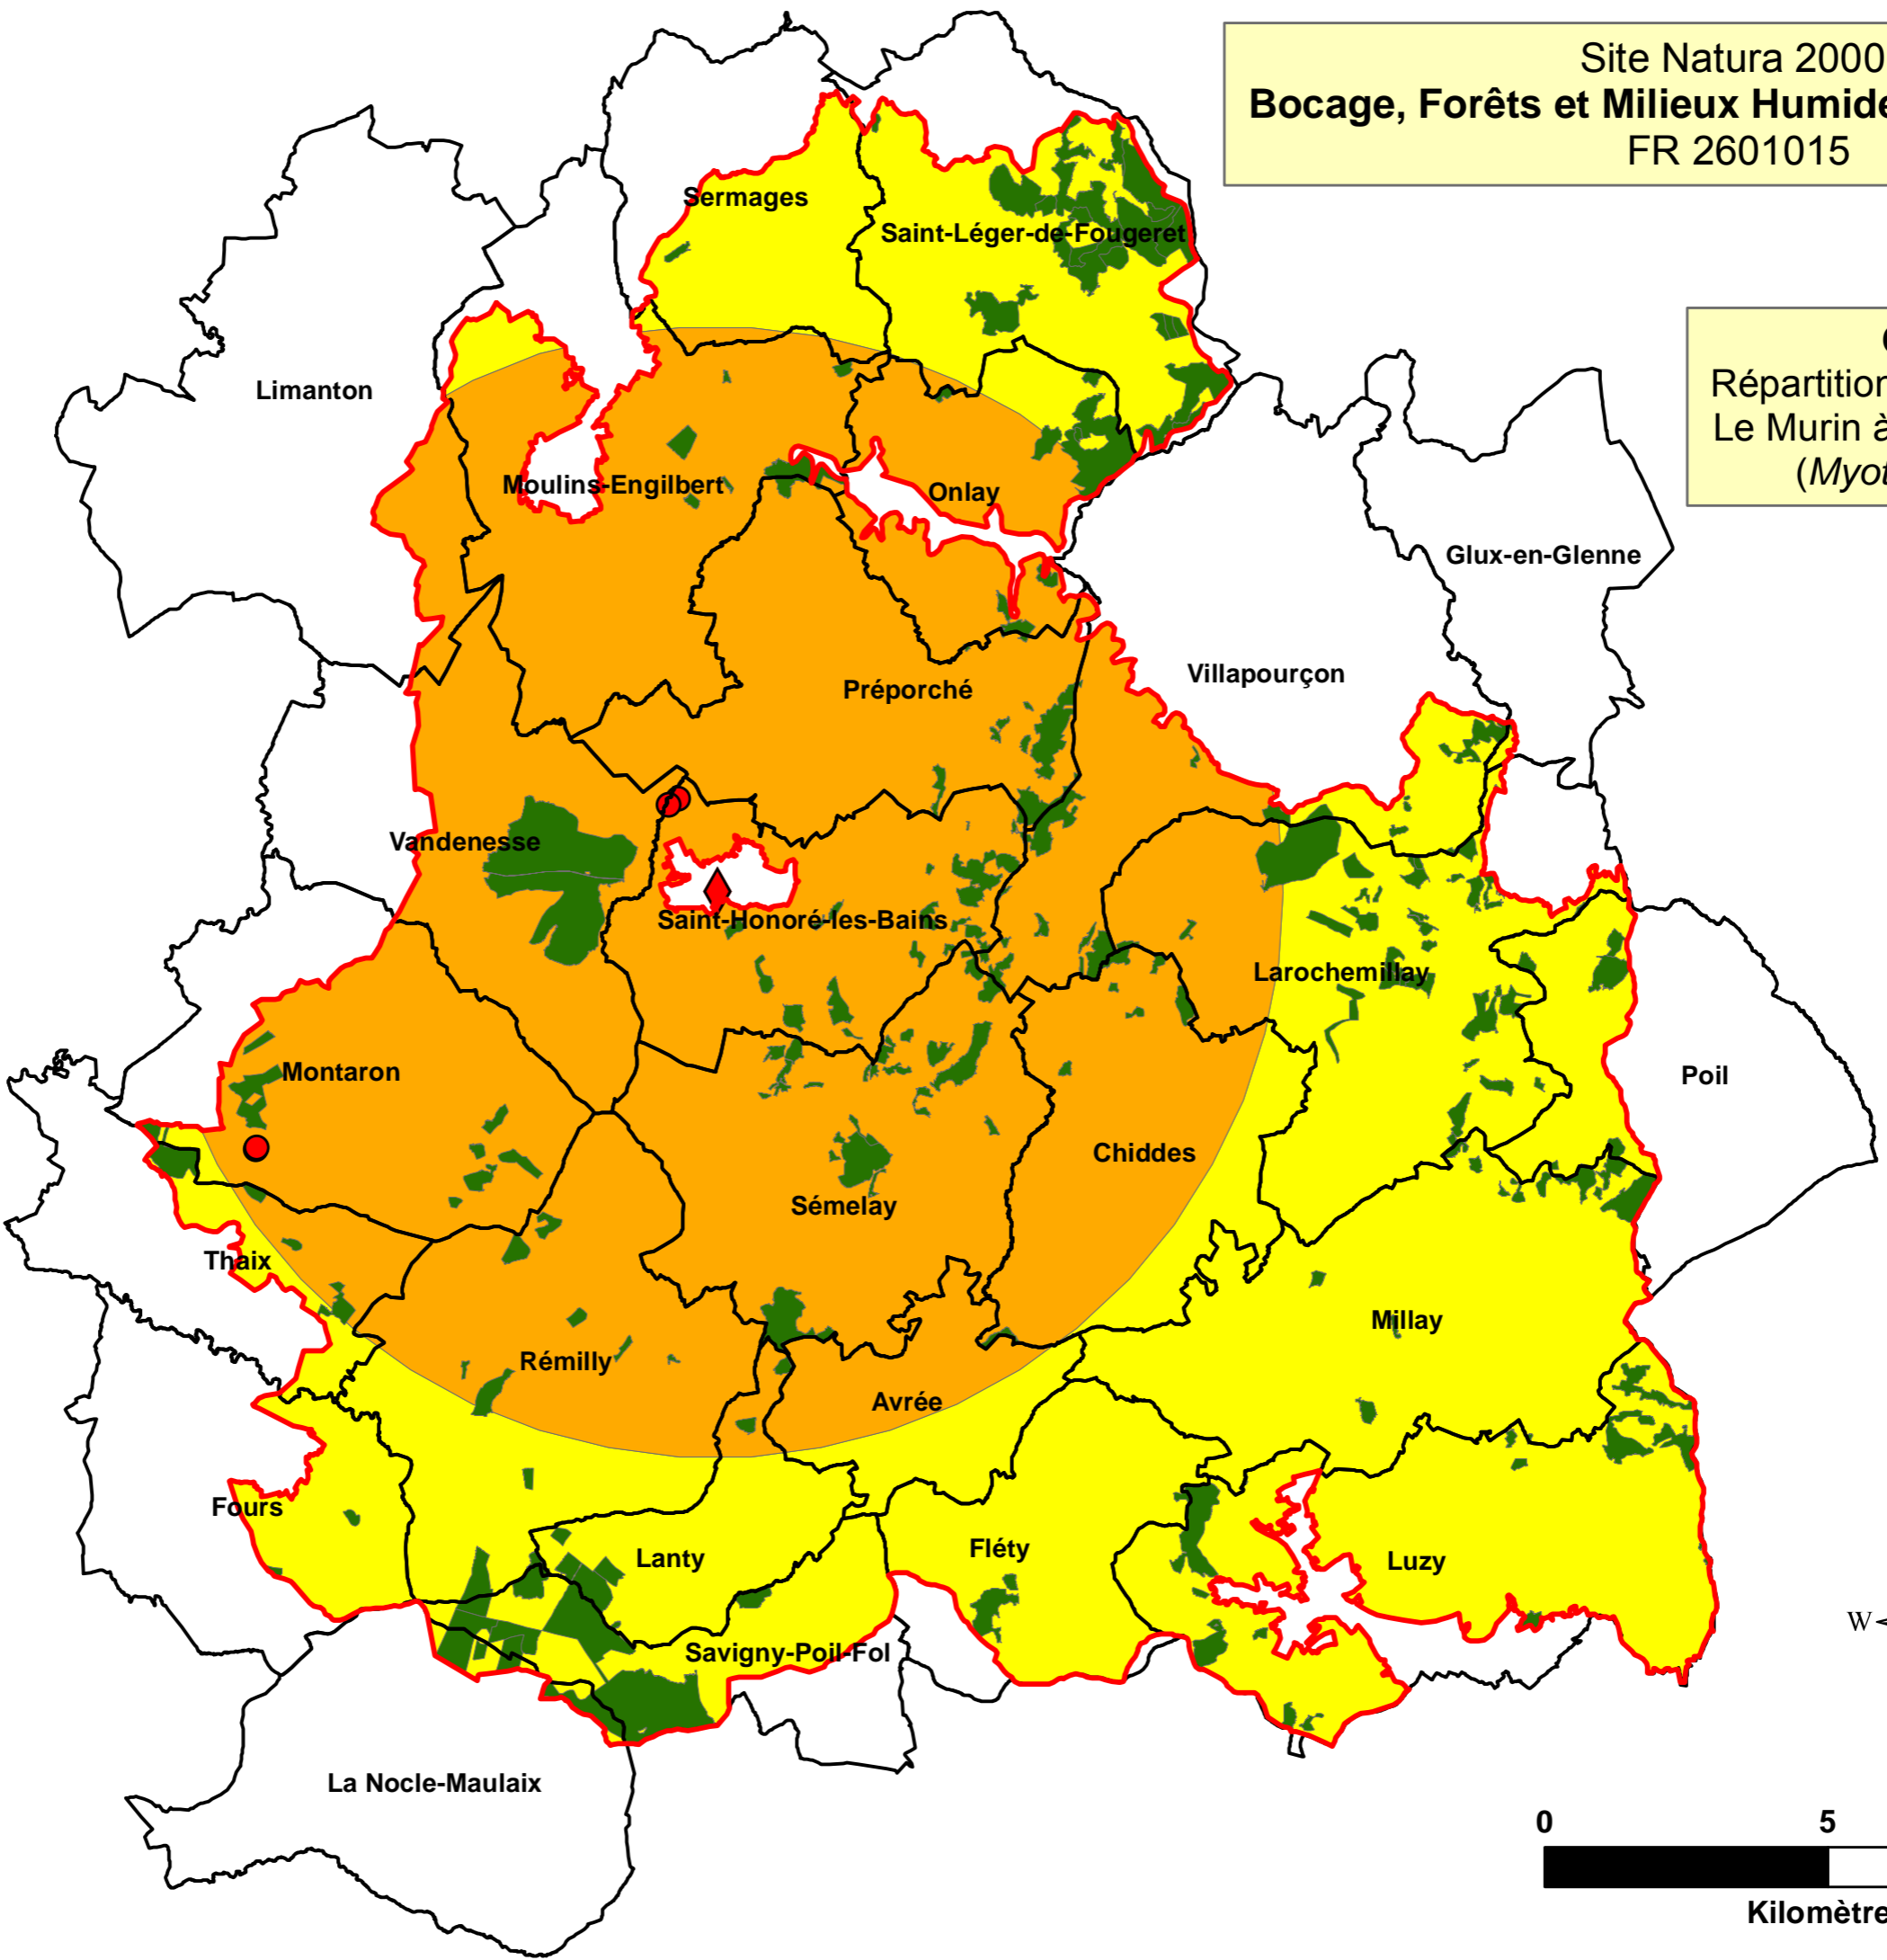 Site Natura 2000
Bocage, Forêts et Milieux Humide
FR 2601015
Répartition
Le Murin à
(Myot
Sermages
Saint-Léger-de-Fougeret
Limanton
Moulins-Engilbert
Onlay
Glux-en-Glenne
Villapourçon
Préporché
Vandenesse
Saint-Honoré-les-Bains
Larochemillay
Montaron
Poil
Chiddes
Sémelay
Thaix
Millay
Rémilly
Avrée
Fours
Lanty
Fléty
Luzy
W
Savigny-Poil-Fol
La Nocle-Maulaix
0 5
Kilomètre